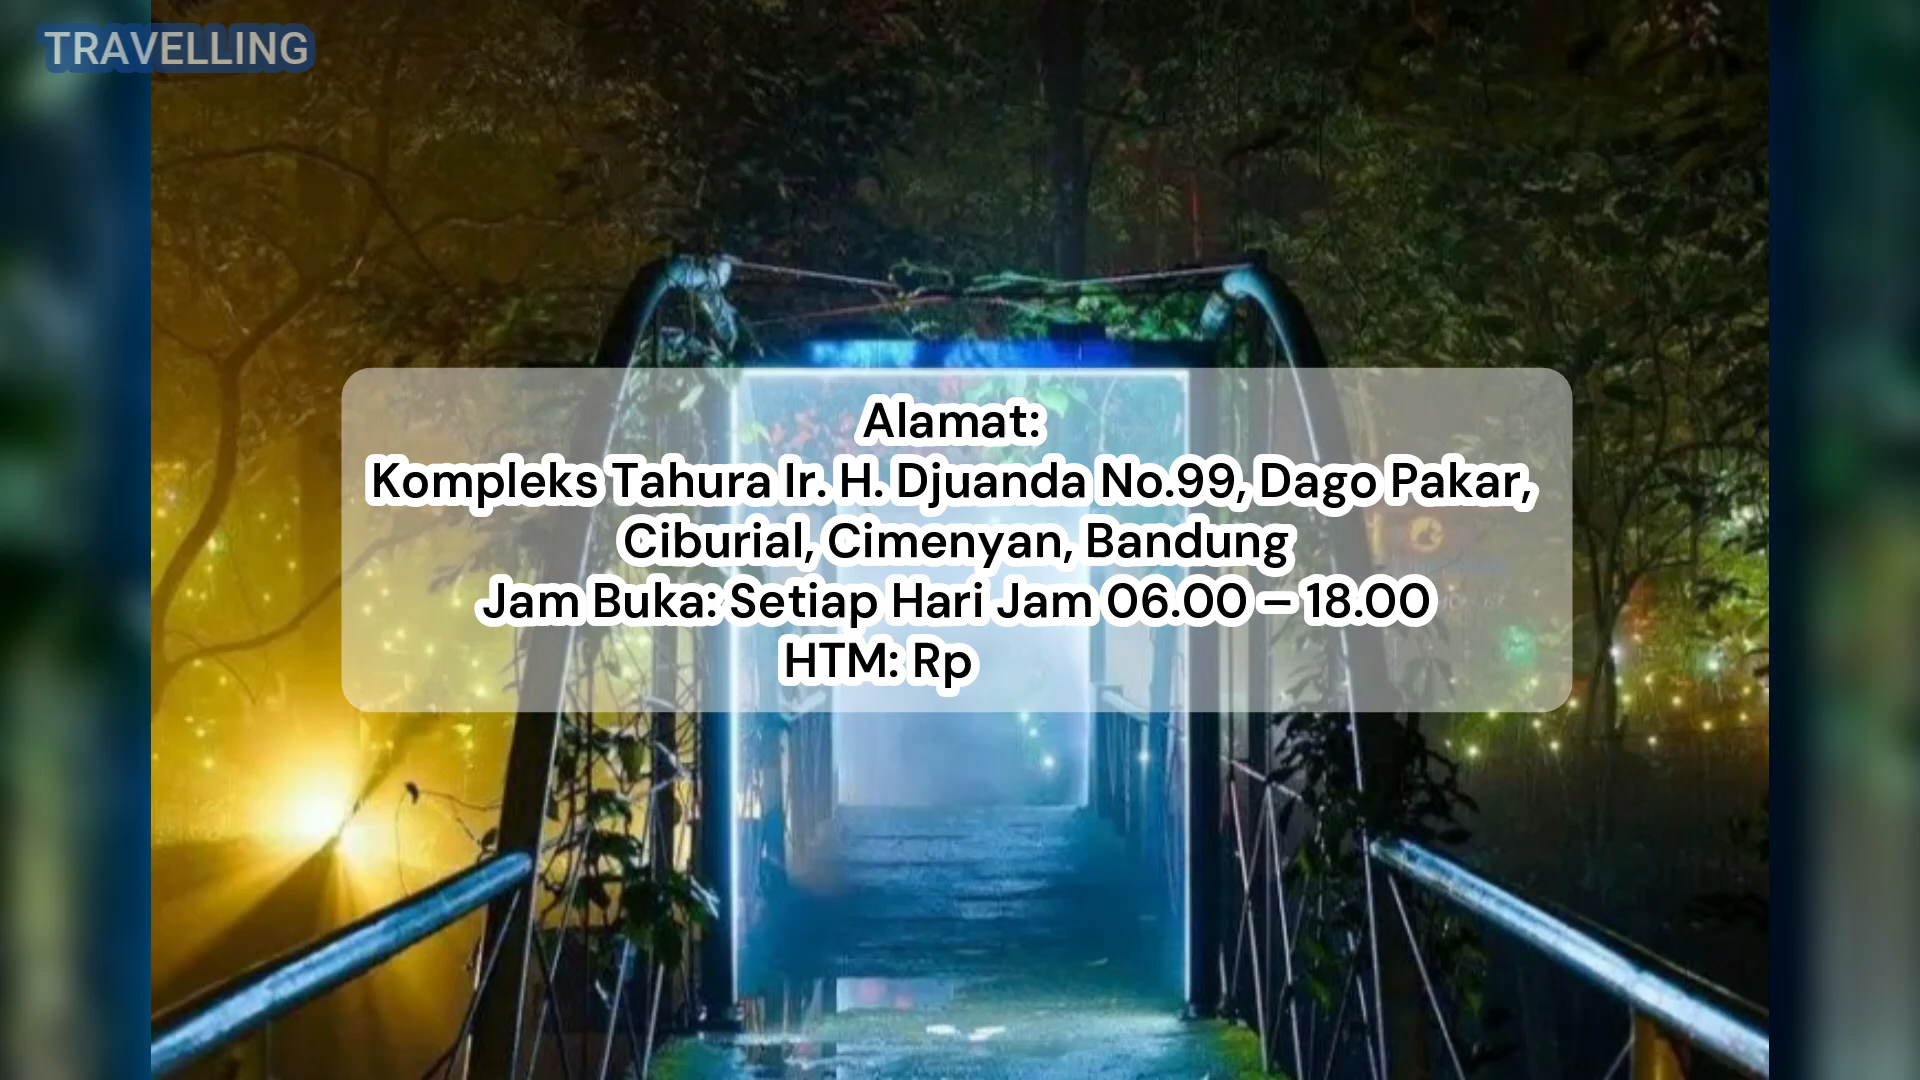 TRAVELLING
Alamat:
Kompleks Tahura Ir. H. Djuanda No.99, Dago Pakar,
Ciburial, Cimenyan, Bandung
Jam Buka: Setiap Hari Jam 06.00 – 18.00
HTM: Rp